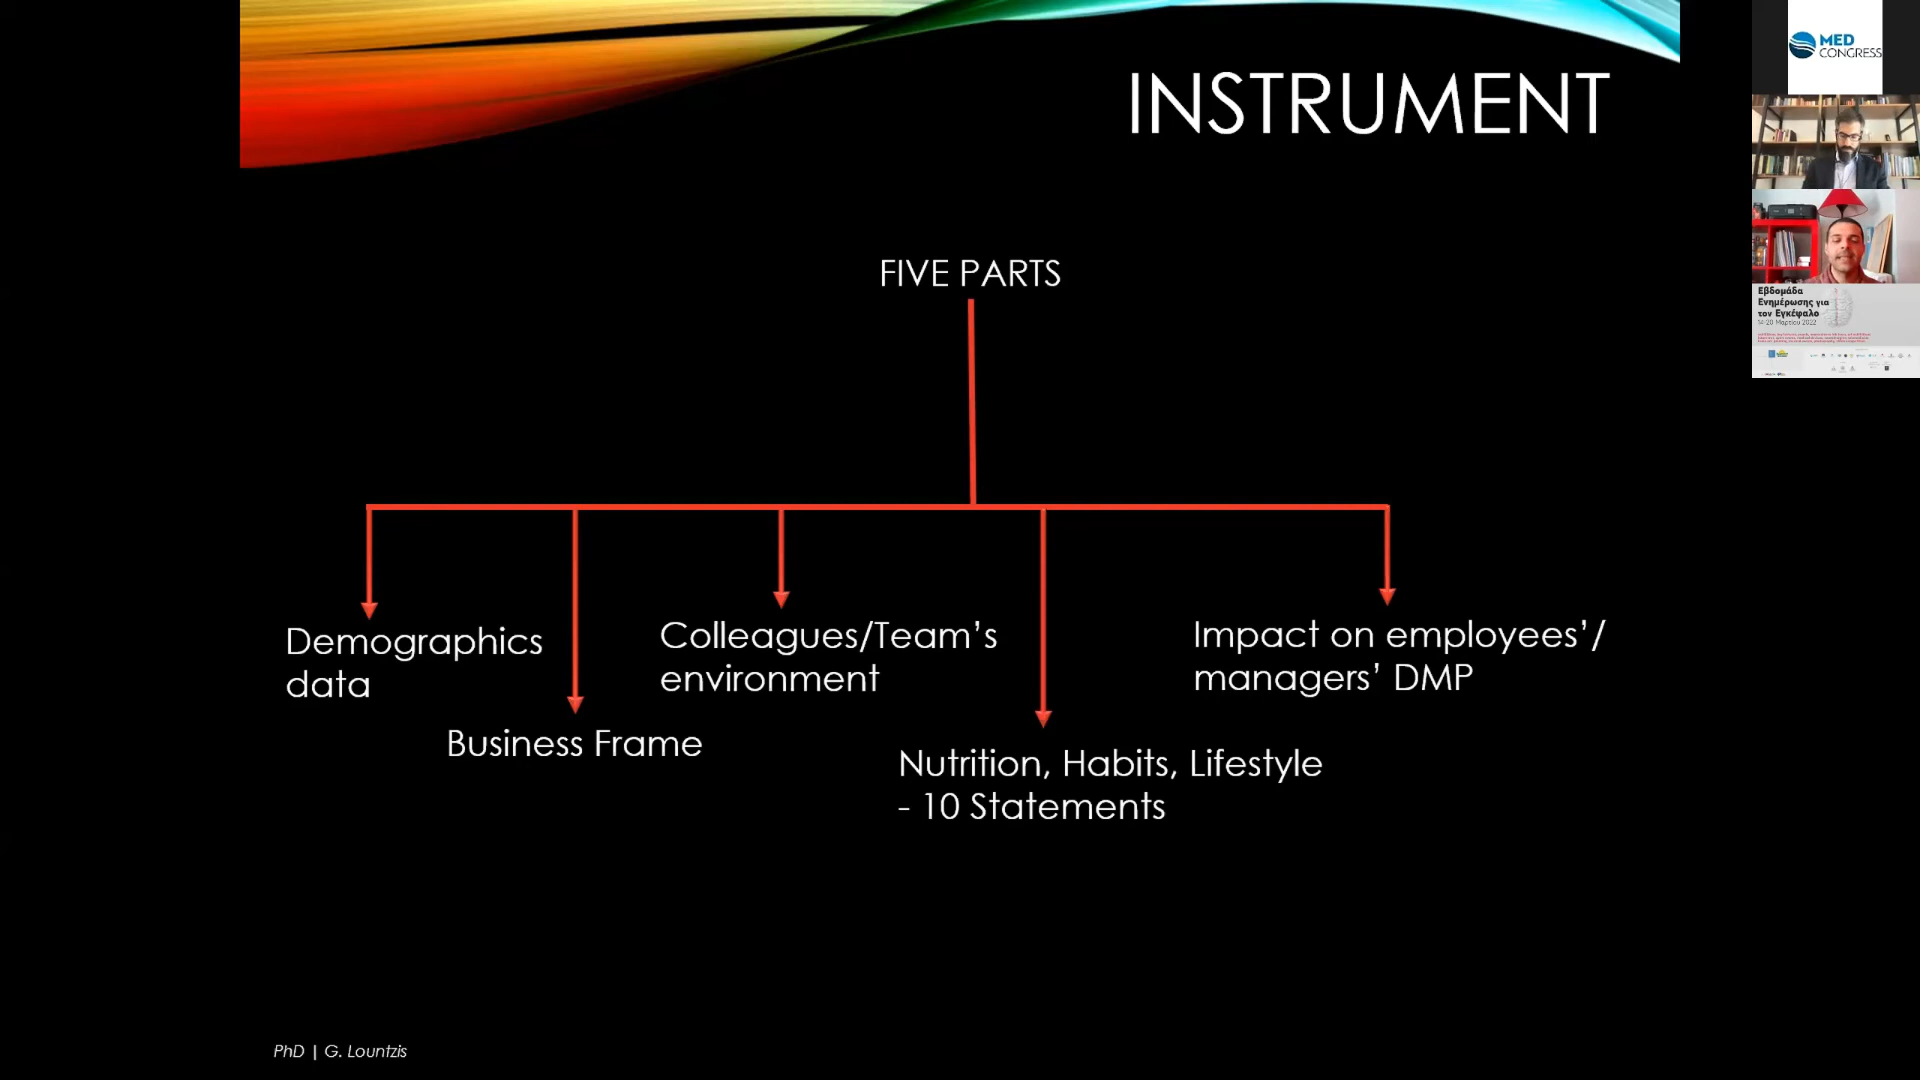 INSTRUMENT
FIVE PARTS
Demographics
data
Business Frame
Colleagues/Team’s
environment
Nutrition, Habits, Lifestyle
- 10 Statements
Impact on employees’/
managers’ DMP
PhD | G. Lountzis
MED
CONGRESS
Εβδομάδα
Ενημέρωσης για
τον Εγκέφαλο
14-20 Μαρτίου 2022